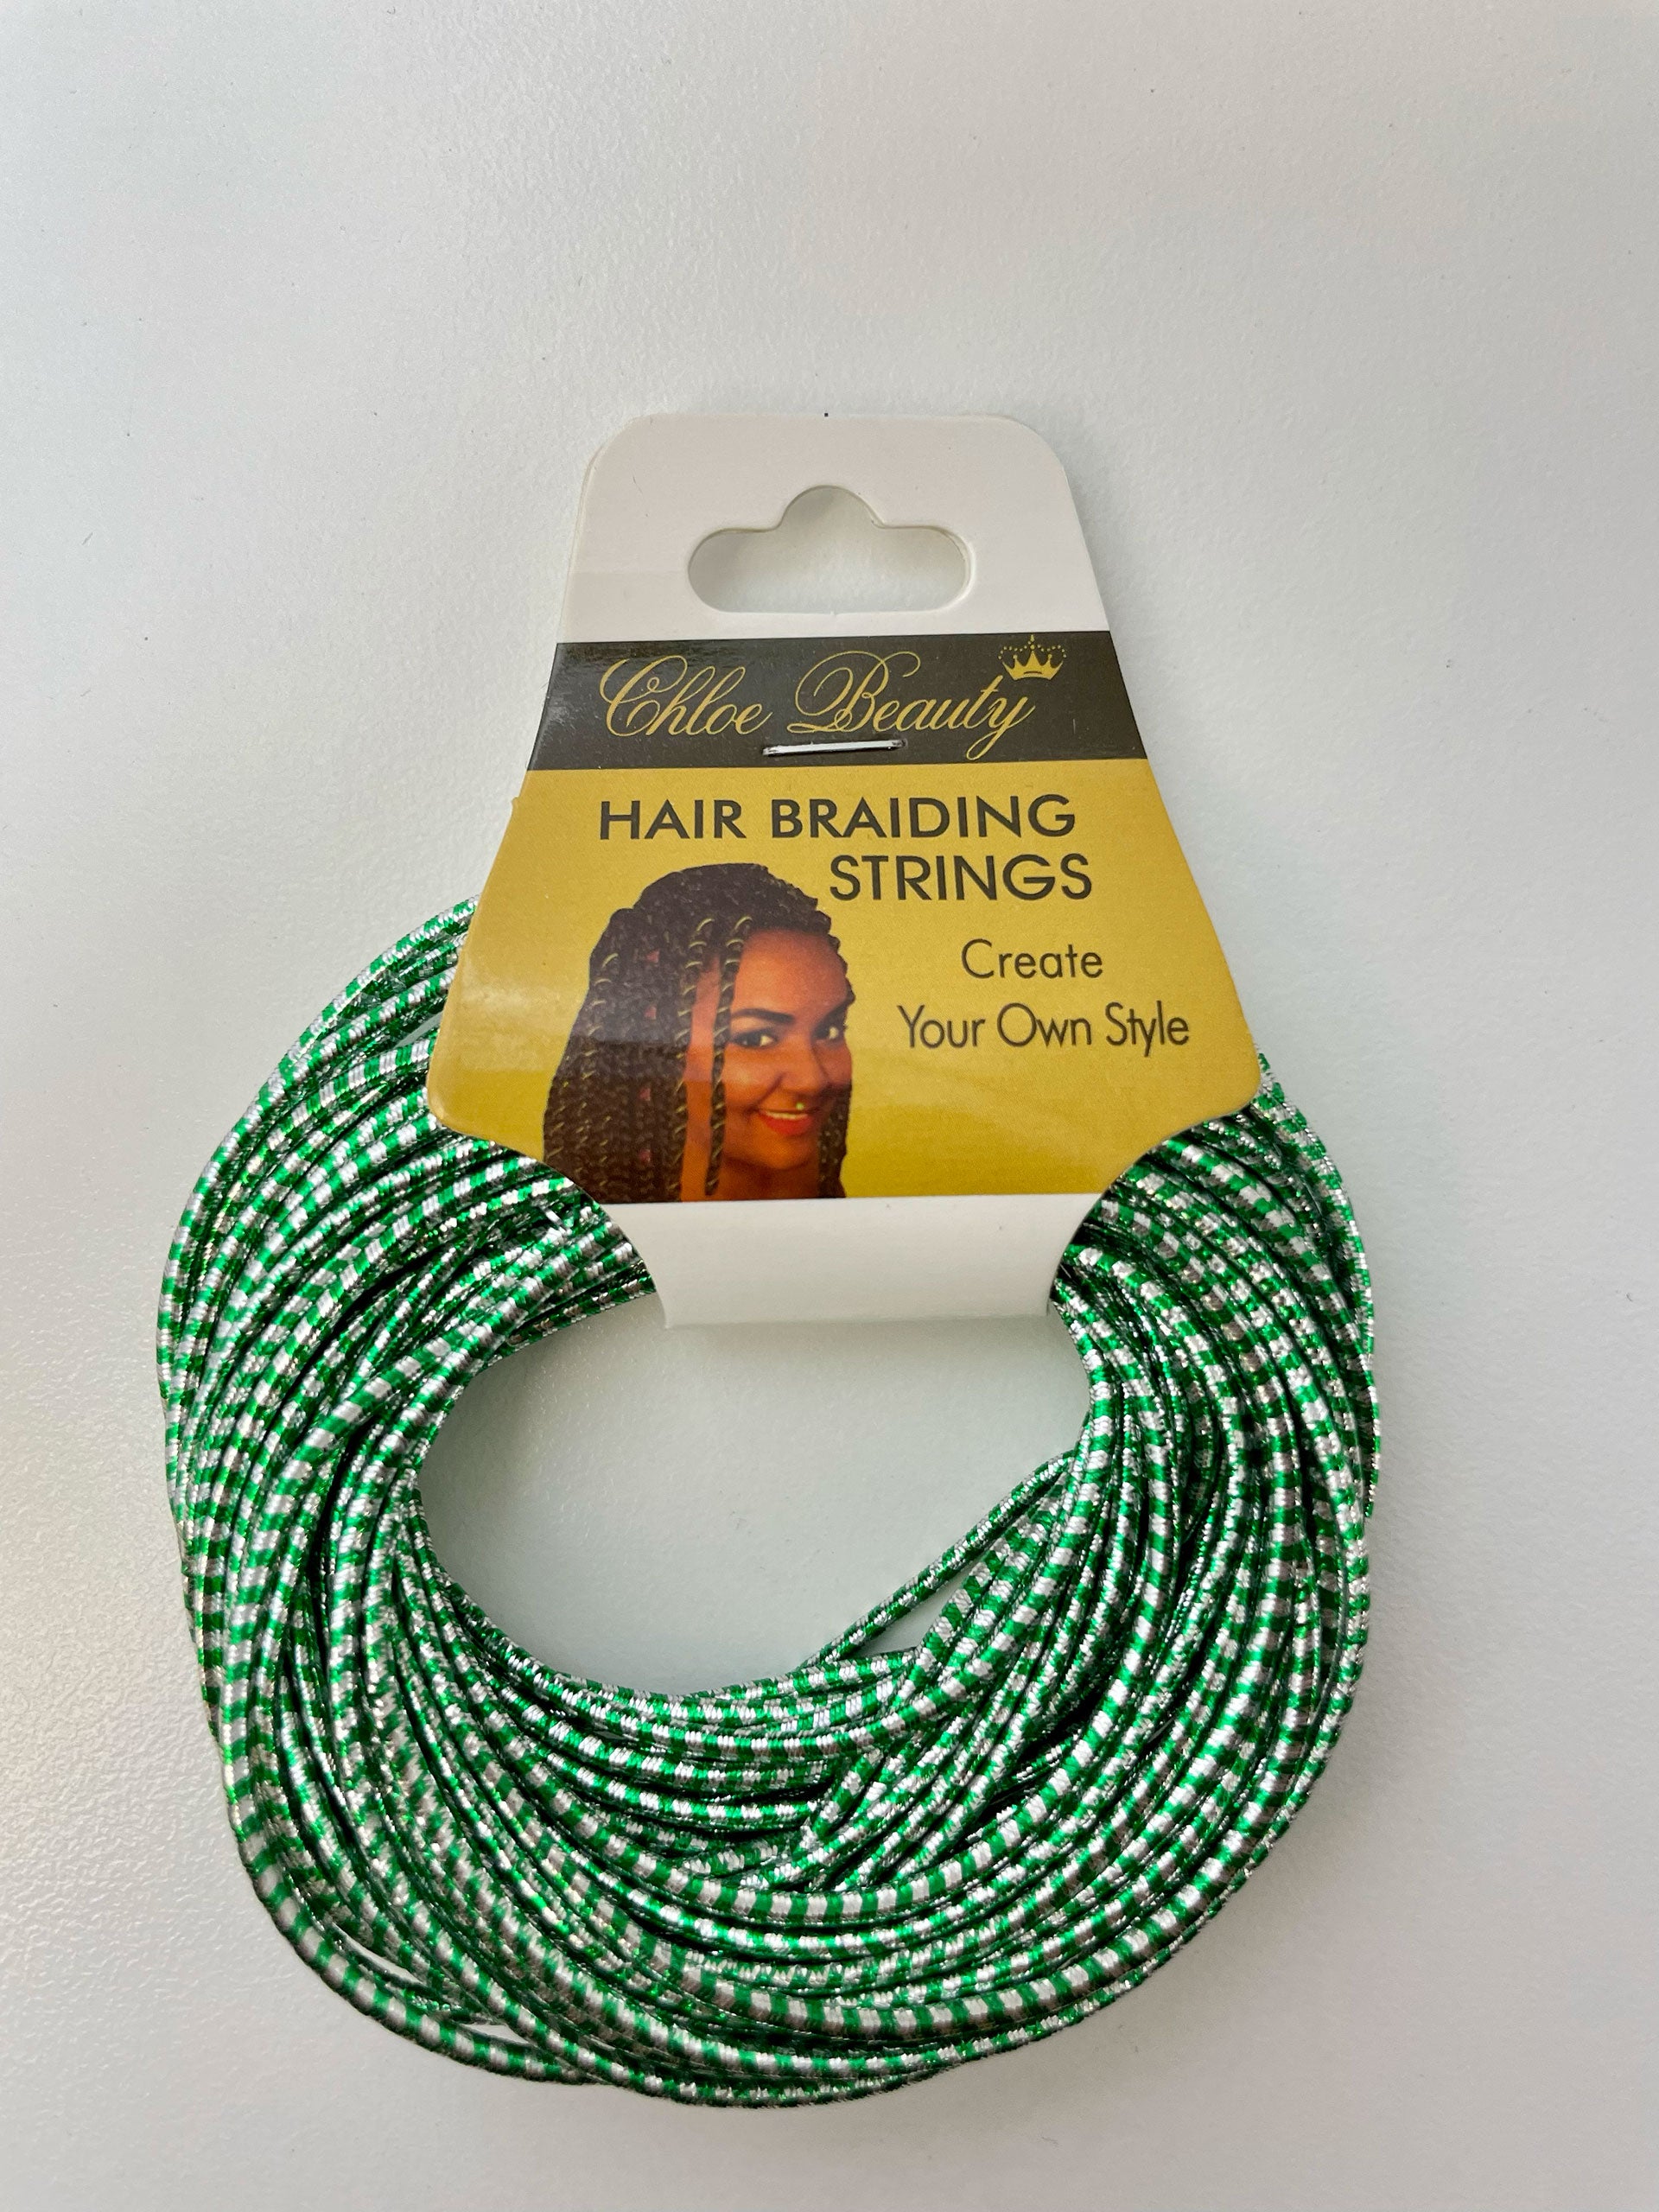 Chloe Beauty
HAIR BRAIDING
STRINGS
Create
Your Own Style